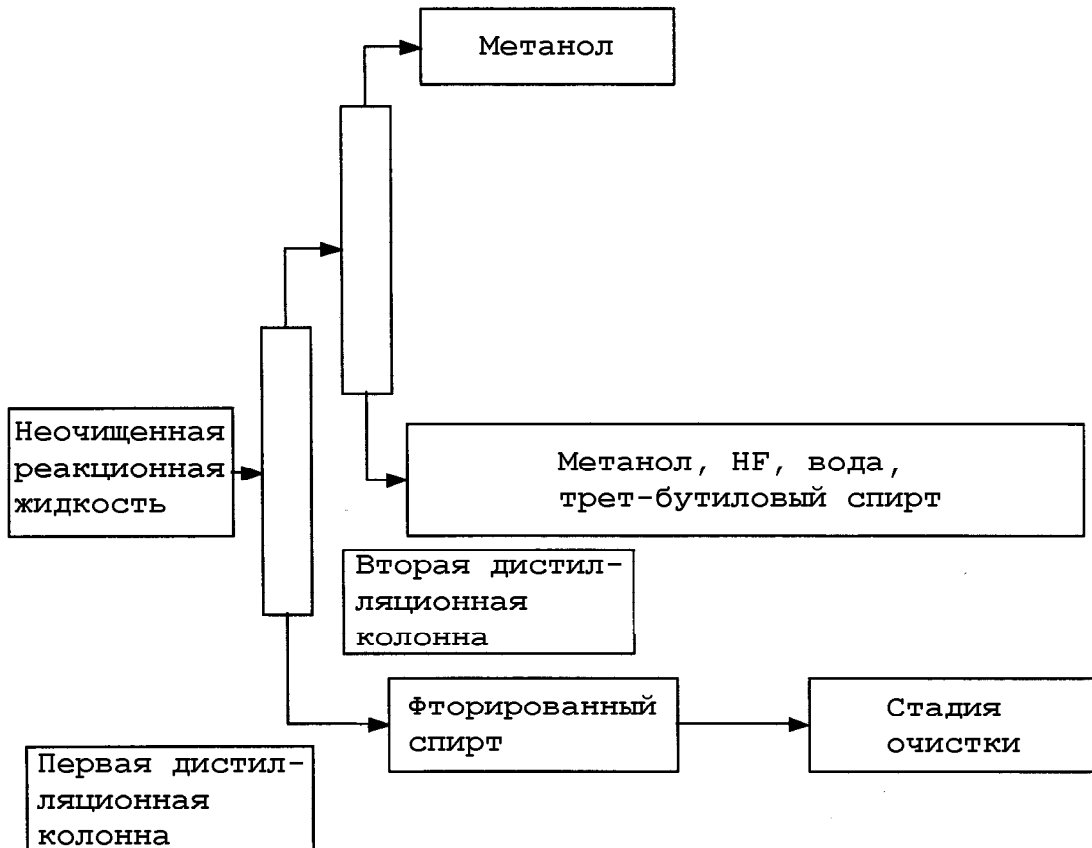 Метанол
Неочищенная
реакционная
жидкость
Метанол, HF, вода,
трет-бутиловый спирт
Вторая дистил-
ляционная
колонна
Фторированный
спирт
Стадия
очистки
Первая дистил-
ляционная
колонна